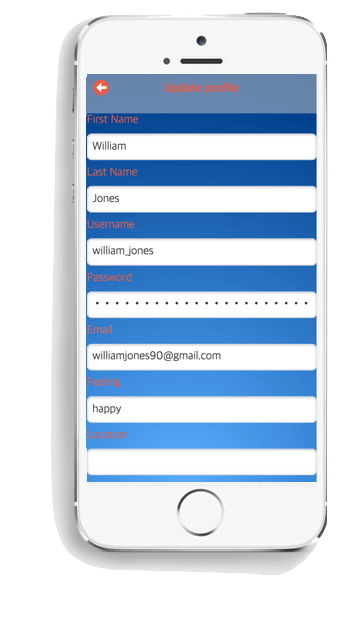 Update profile
First Name
William
Last Name
Jones
Username
william_jones
Password
Email
williamjones90@gmail.com
Feeling
happy
Location